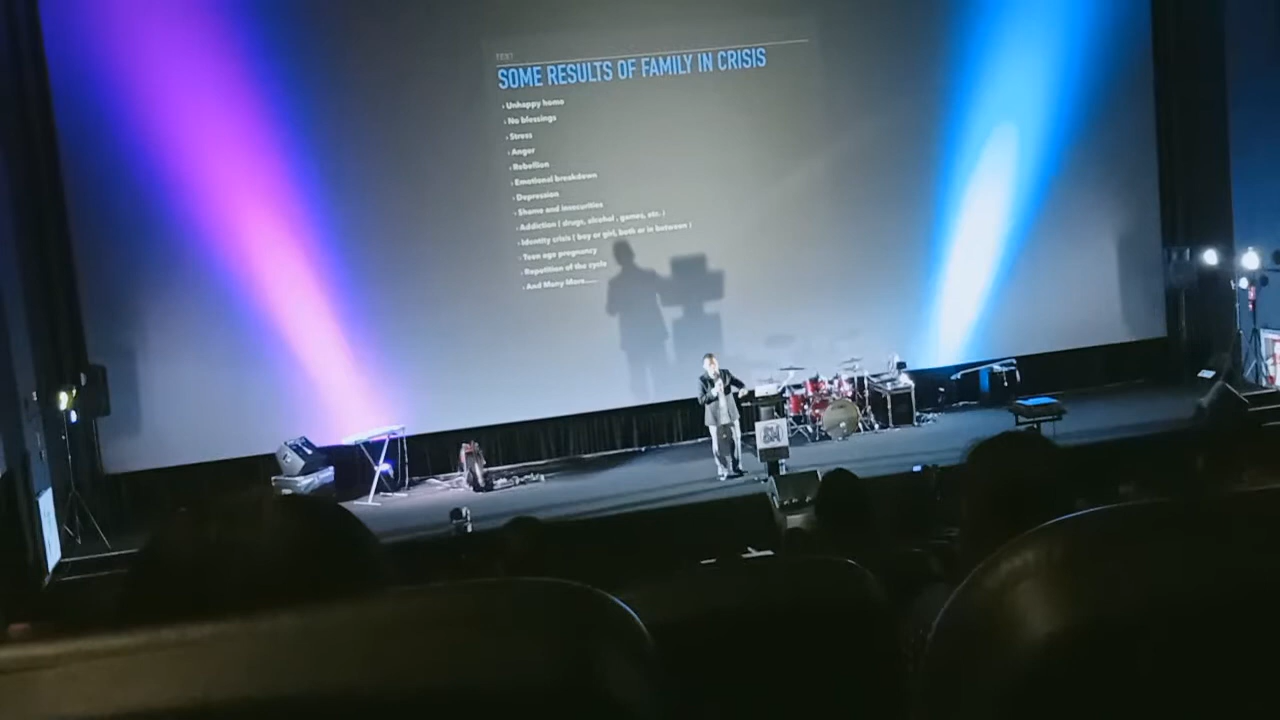 TEXT
SOME RESULTS OF FAMILY IN CRISIS
› Unhappy home
› No blessings
› Stress
› Anger
› Rebellion
› Emotional breakdown
› Depression
› Shame and insecurities
› Addiction ( drugs, alcohol , games, etc. )
› Identity crisis ( boy or girl, both or in between )
› Teen age pregnancy
› Repetition of the cycle
› And Many More.....
SM